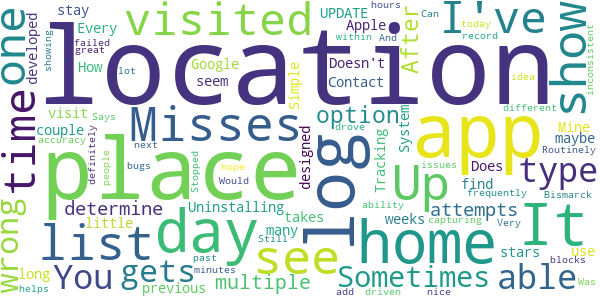 stay
visited
UPDATE
I've
Can
hours
today
record
And
Apple
one
developed
Every
failed
great
showing
lot
How
Google
seem
location
After
within
Doesn't
Contact
Simple
show
idea
inconsistent
different
time
visit
Says
couple
accuracy
people
definitely
next
Misses
bugs
Stopped
drove
option
System
Tracking
app
Mine
maybe
Does
Routinely
wrong
place
hope
Would
designed
log
Up
issues
find
type
frequently
Bismarck
determine
Uninstalling
attempts
ability
capturing
Very
stars
use
little
many
takes
weeks
It
list
day
Still
see
home
blocks
Was
long
helps
You
gets
past
minutes
previous
multiple
Sometimes
add
driven
nice
able